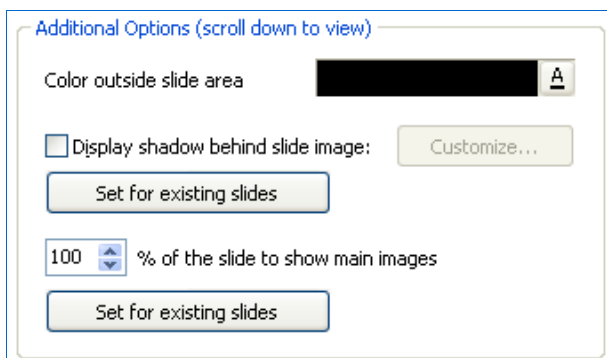 Additional Options (scroll down to view)
Color outside slide area A
Display shadow behind slide image: Customize...
Set for existing slides
100 % of the slide to show main images
Set for existing slides